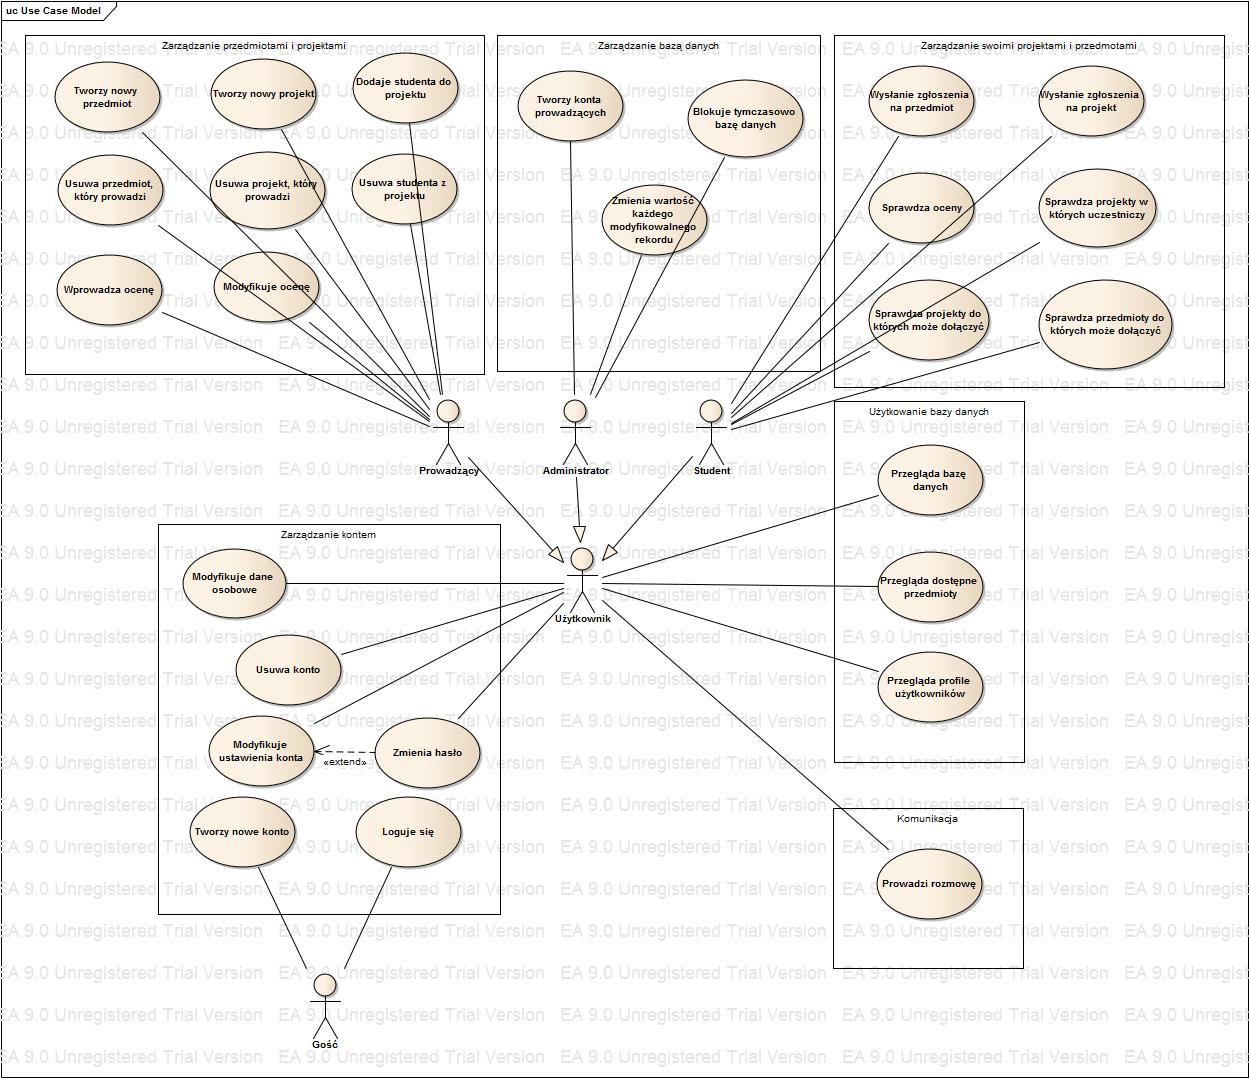 uc Use Case Model
Zarządzanie przedmiotami i projektami
Tworzy nowy
przedmiot
Tworzy nowy projekt
Dodaje studenta do
projektu
Usuwa przedmiot,
który prowadzi
Usuwa projekt, który
prowadzi
Usuwa studenta z
projektu
Wprowadza ocenę
Modyfikuje ocenę
Zarządzanie bazą danych
Tworzy konta
prowadzących
Blokuje tymczasowo
bazę danych
Zmienia wartość
każdego
modyfikowalnego
rekordu
Zarządzanie swoimi projektami i przedmotami
Wysłanie zgłoszenia
na przedmiot
Wysłanie zgłoszenia
na projekt
Sprawdza oceny
Sprawdza projekty w
których uczestniczy
Sprawdza projekty do
których może dołączyć
Sprawdza przedmioty do
których może dołączyć
Prowadzący
Administrator
Student
Użytkowanie bazy danych
Przegląda bazę
danych
Przegląda dostępne
przedmioty
Przegląda profile
użytkowników
Użytkownik
Zarządzanie kontem
Modyfikuje dane
osobowe
Usuwa konto
Modyfikuje
ustawienia konta
«extend»
Zmienia hasło
Tworzy nowe konto
Loguje się
Komunikacja
Prowadzi rozmowę
Gość
EA 9.0 Unregistered Trial Version